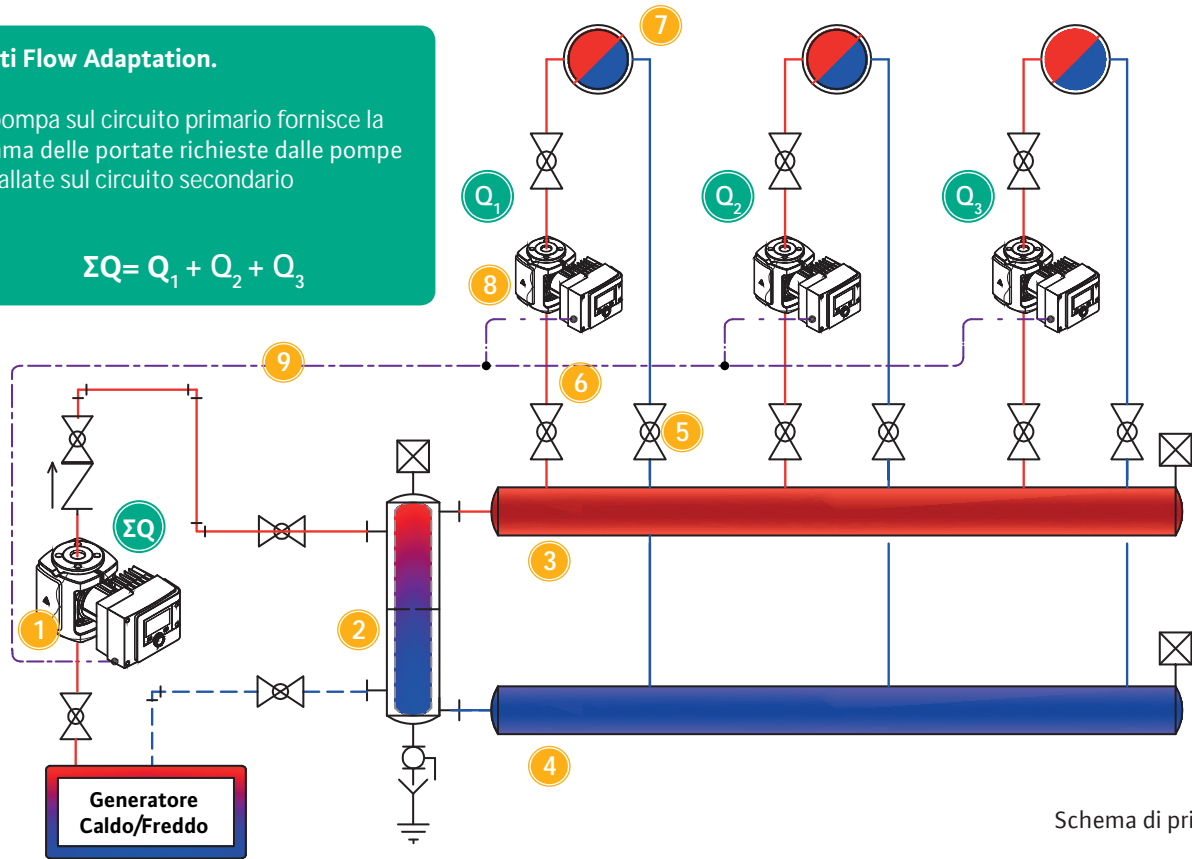 ti Flow Adaptation.
pompa sul circuito primario fornisce la
ma delle portate richieste dalle pompe
allate sul circuito secondario
ΣQ= Q₁ + Q₂ + Q₃
7
Q₁
Q₂
Q₃
8
9
6
5
ΣQ
3
1
2
4
Generatore
Caldo/Freddo
Schema di pri